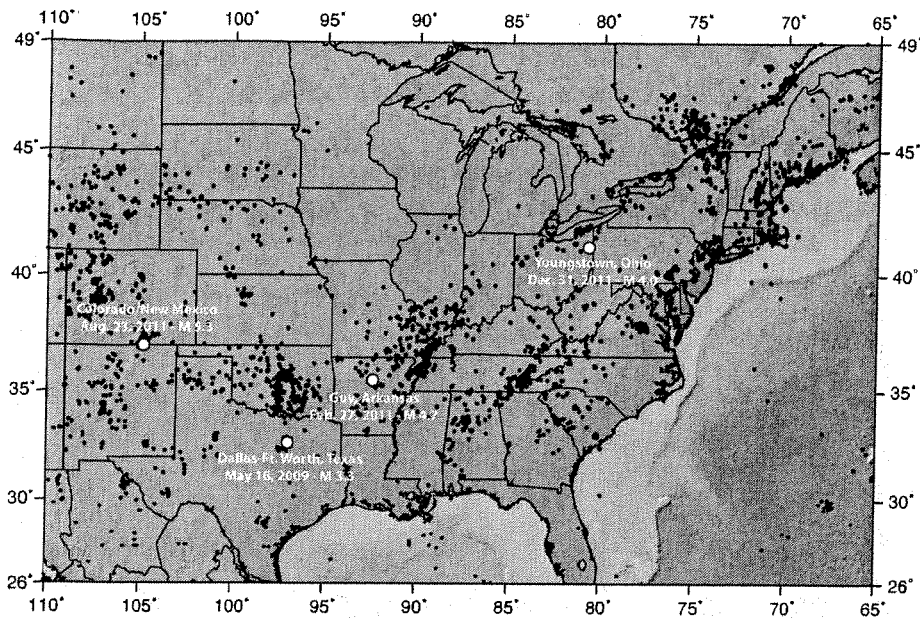 110° 105° 100° 95° 90° 85° 80° 75° 70° 65°
49° 49°
45° 45°
Youngstown, Ohio
Dec. 31, 2011 - M 4.0
40° 40°
Colorado/New Mexico
Aug. 23, 2011 - M 5.3
35° 35°
Guy, Arkansas
Feb. 27, 2011 - M 4.7
Dallas-Ft. Worth, Texas
May 16, 2009 - M 3.3
30° 30°
26° 26°
110° 105° 100° 95° 90° 85° 80° 75° 70° 65°